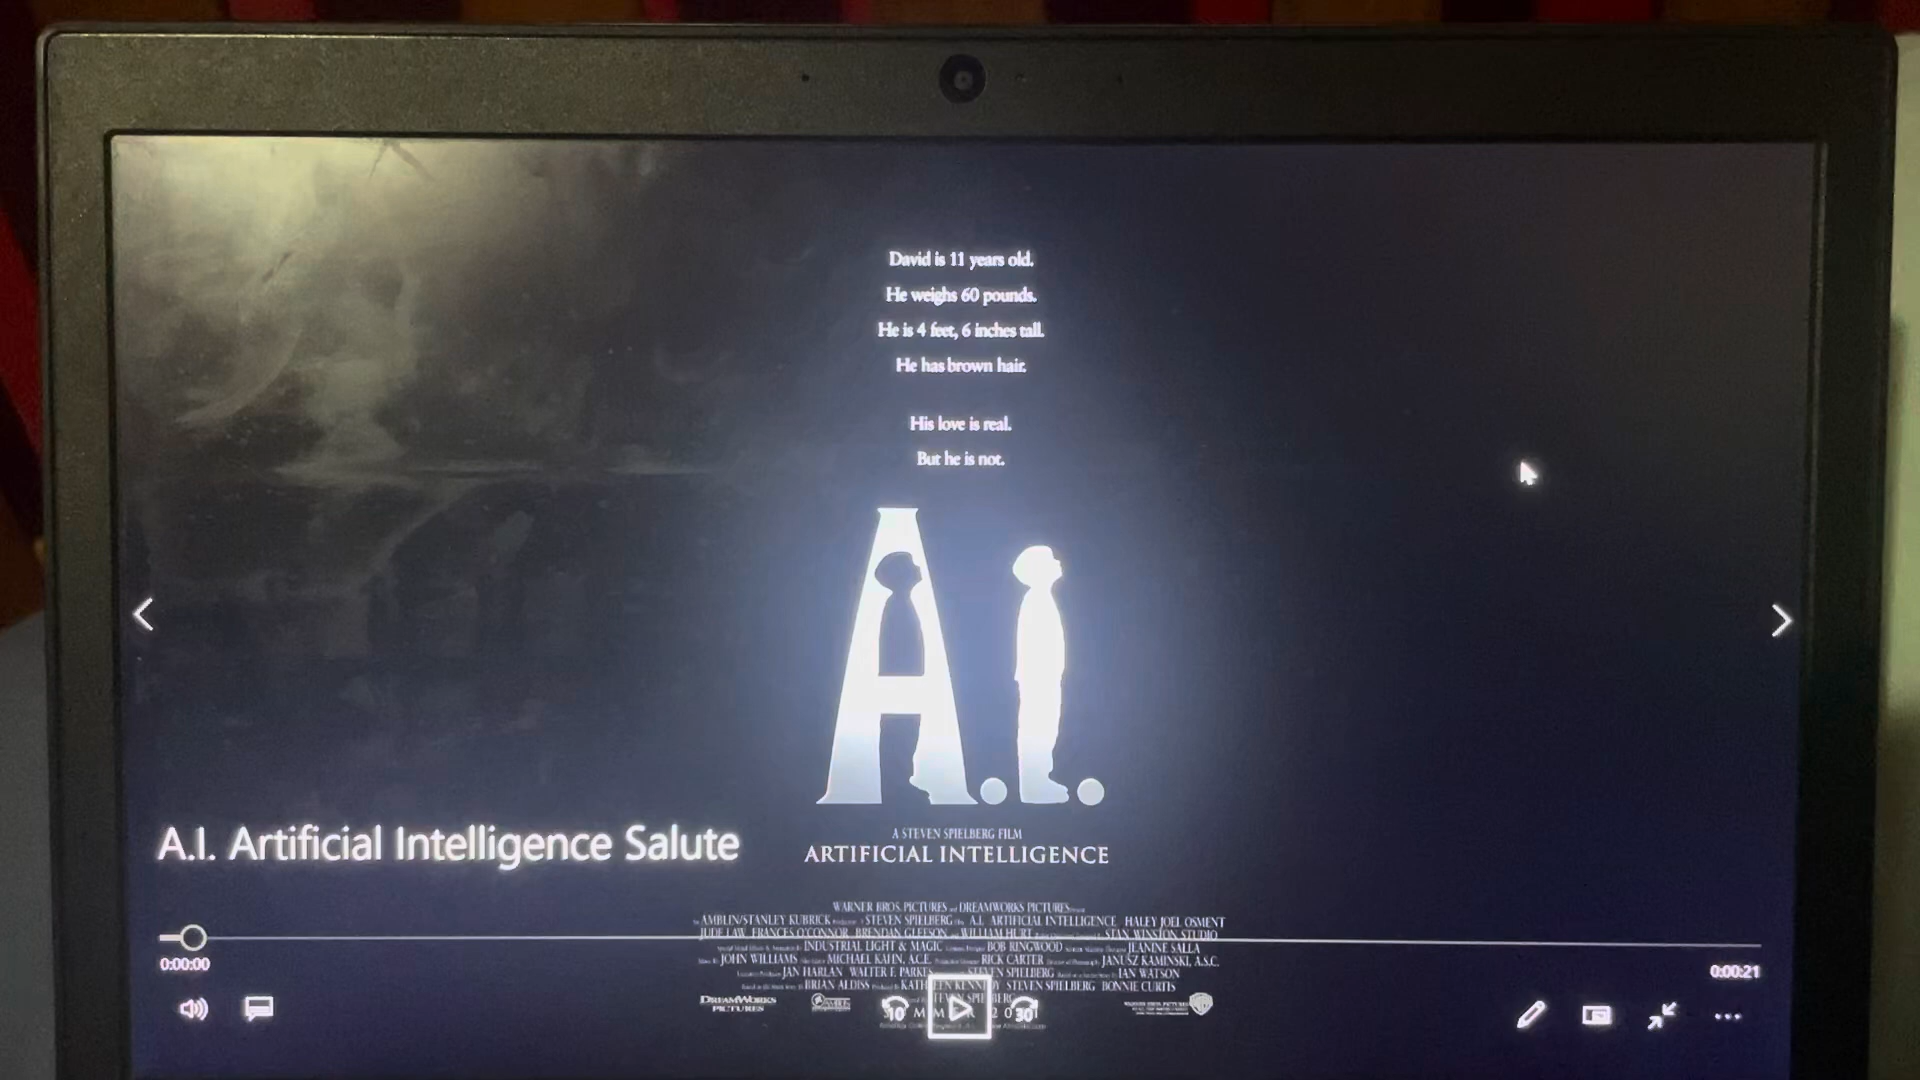 David is 11 years old.
He weighs 60 pounds.
He is 4 feet, 6 inches tall.
He has brown hair.
His love is real.
But he is not.
A.I.
A.I. Artificial Intelligence Salute
A STEVEN SPIELBERG FILM
ARTIFICIAL INTELLIGENCE
WARNER BROS. PICTURES and DREAMWORKS PICTURES
AMBLIN/STANLEY KUBRICK STEVEN SPIELBERG A.I. ARTIFICIAL INTELLIGENCE HALEY JOEL OSMENT
JUDE LAW FRANCES O'CONNOR BRENDAN GLEESON WILLIAM HURT STAN WINSTON STUDIO
INDUSTRIAL LIGHT & MAGIC BOB RINGWOOD JEANINE SALLA
JOHN WILLIAMS MICHAEL KAHN, A.C.E. RICK CARTER JANUSZ KAMINSKI, A.S.C.
0:00:00
JAN HARLAN WALTER F. PARKES STEVEN SPIELBERG IAN WATSON
0:00:21
BRIAN ALDISS KATHLEEN KENNEDY STEVEN SPIELBERG BONNIE CURTIS
DREAMWORKS
PICTURES
10
30